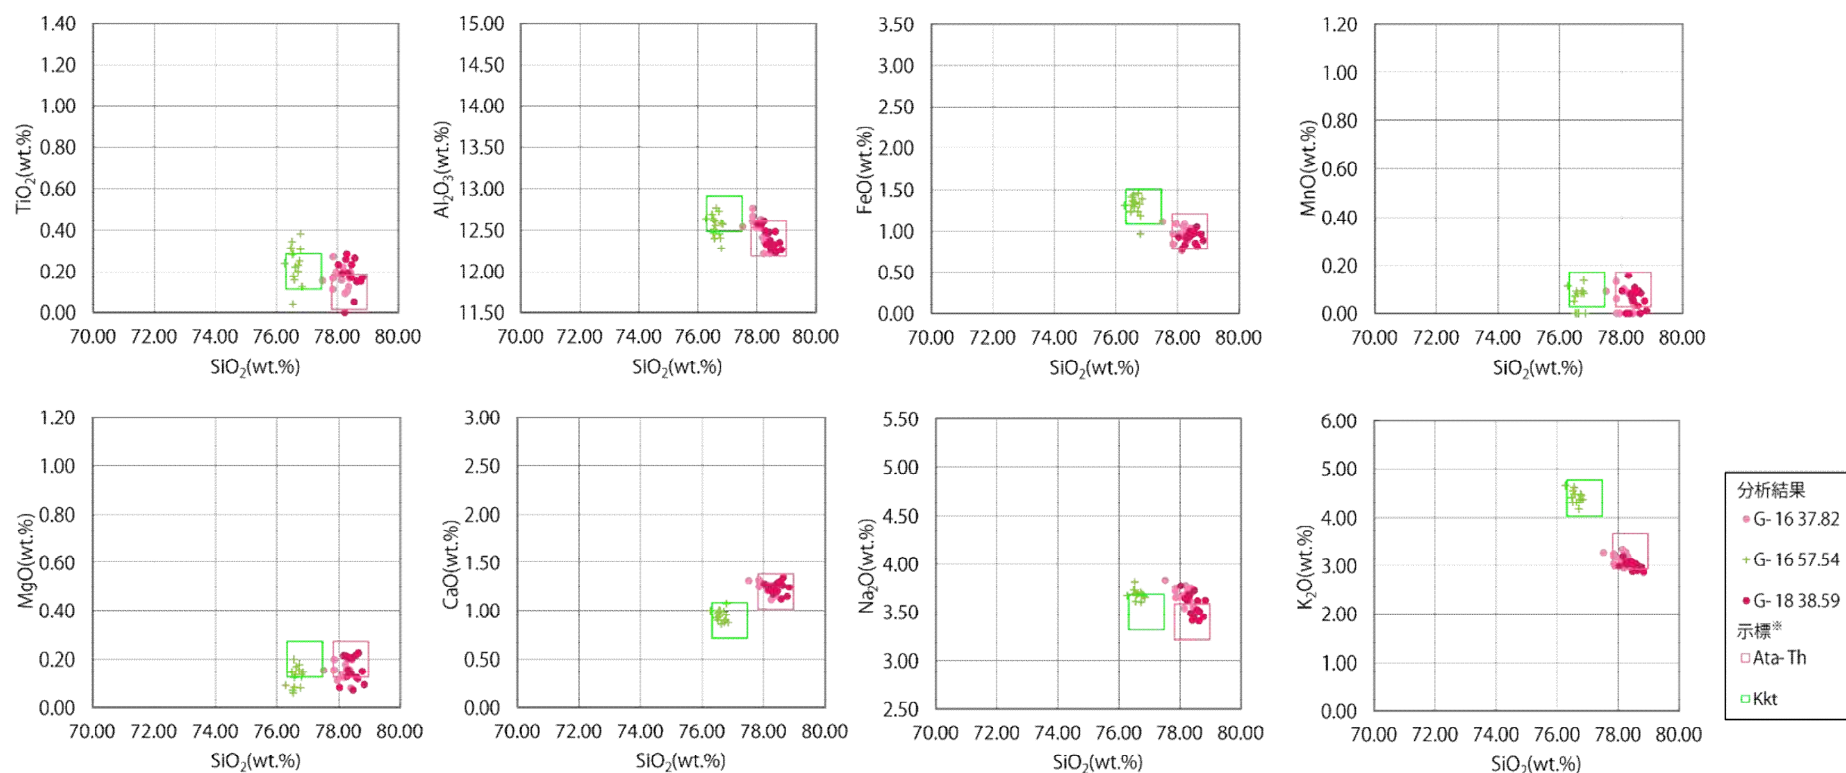 1.40
1.20
1.00
0.80
0.60
0.40
0.20
0.00
TiO2(wt.%)
70.00 72.00 74.00 76.00 78.00 80.00
SiO2(wt.%)
15.00
14.50
14.00
13.50
13.00
12.50
12.00
11.50
Al2O3(wt.%)
70.00 72.00 74.00 76.00 78.00 80.00
SiO2(wt.%)
3.50
3.00
2.50
2.00
1.50
1.00
0.50
0.00
FeO(wt.%)
70.00 72.00 74.00 76.00 78.00 80.00
SiO2(wt.%)
1.20
1.00
0.80
0.60
0.40
0.20
0.00
MnO(wt.%)
70.00 72.00 74.00 76.00 78.00 80.00
SiO2(wt.%)
1.20
1.00
0.80
0.60
0.40
0.20
0.00
MgO(wt.%)
70.00 72.00 74.00 76.00 78.00 80.00
SiO2(wt.%)
3.00
2.50
2.00
1.50
1.00
0.50
0.00
CaO(wt.%)
70.00 72.00 74.00 76.00 78.00 80.00
SiO2(wt.%)
5.50
5.00
4.50
4.00
3.50
3.00
2.50
Na2O(wt.%)
70.00 72.00 74.00 76.00 78.00 80.00
SiO2(wt.%)
6.00
5.00
4.00
3.00
2.00
1.00
0.00
K2O(wt.%)
70.00 72.00 74.00 76.00 78.00 80.00
SiO2(wt.%)
分析結果
G-16 37.82
G-16 57.54
G-18 38.59
示標※
Ata-Th
Kkt